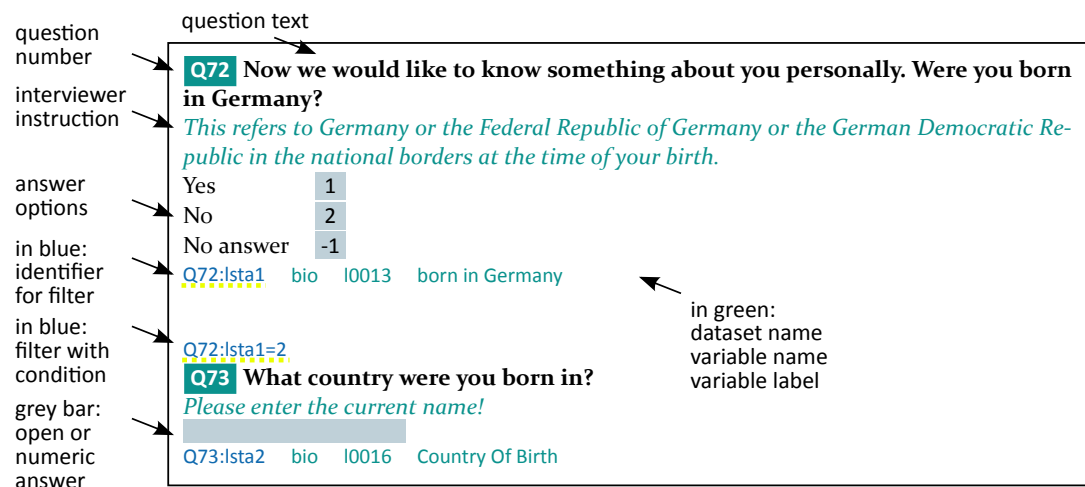 question text
question
number
Q72 Now we would like to know something about you personally. Were you born
in Germany?
interviewer
instruction
This refers to Germany or the Federal Republic of Germany or the German Democratic Re-
public in the national borders at the time of your birth.
answer
options
Yes 1
No 2
No answer -1
in blue:
identifier
for filter
Q72:lsta1 bio l0013 born in Germany
in green:
dataset name
variable name
variable label
in blue:
filter with
condition
Q72:lsta1=2
Q73 What country were you born in?
Please enter the current name!
grey bar:
open or
numeric
answer
Q73:lsta2 bio l0016 Country Of Birth